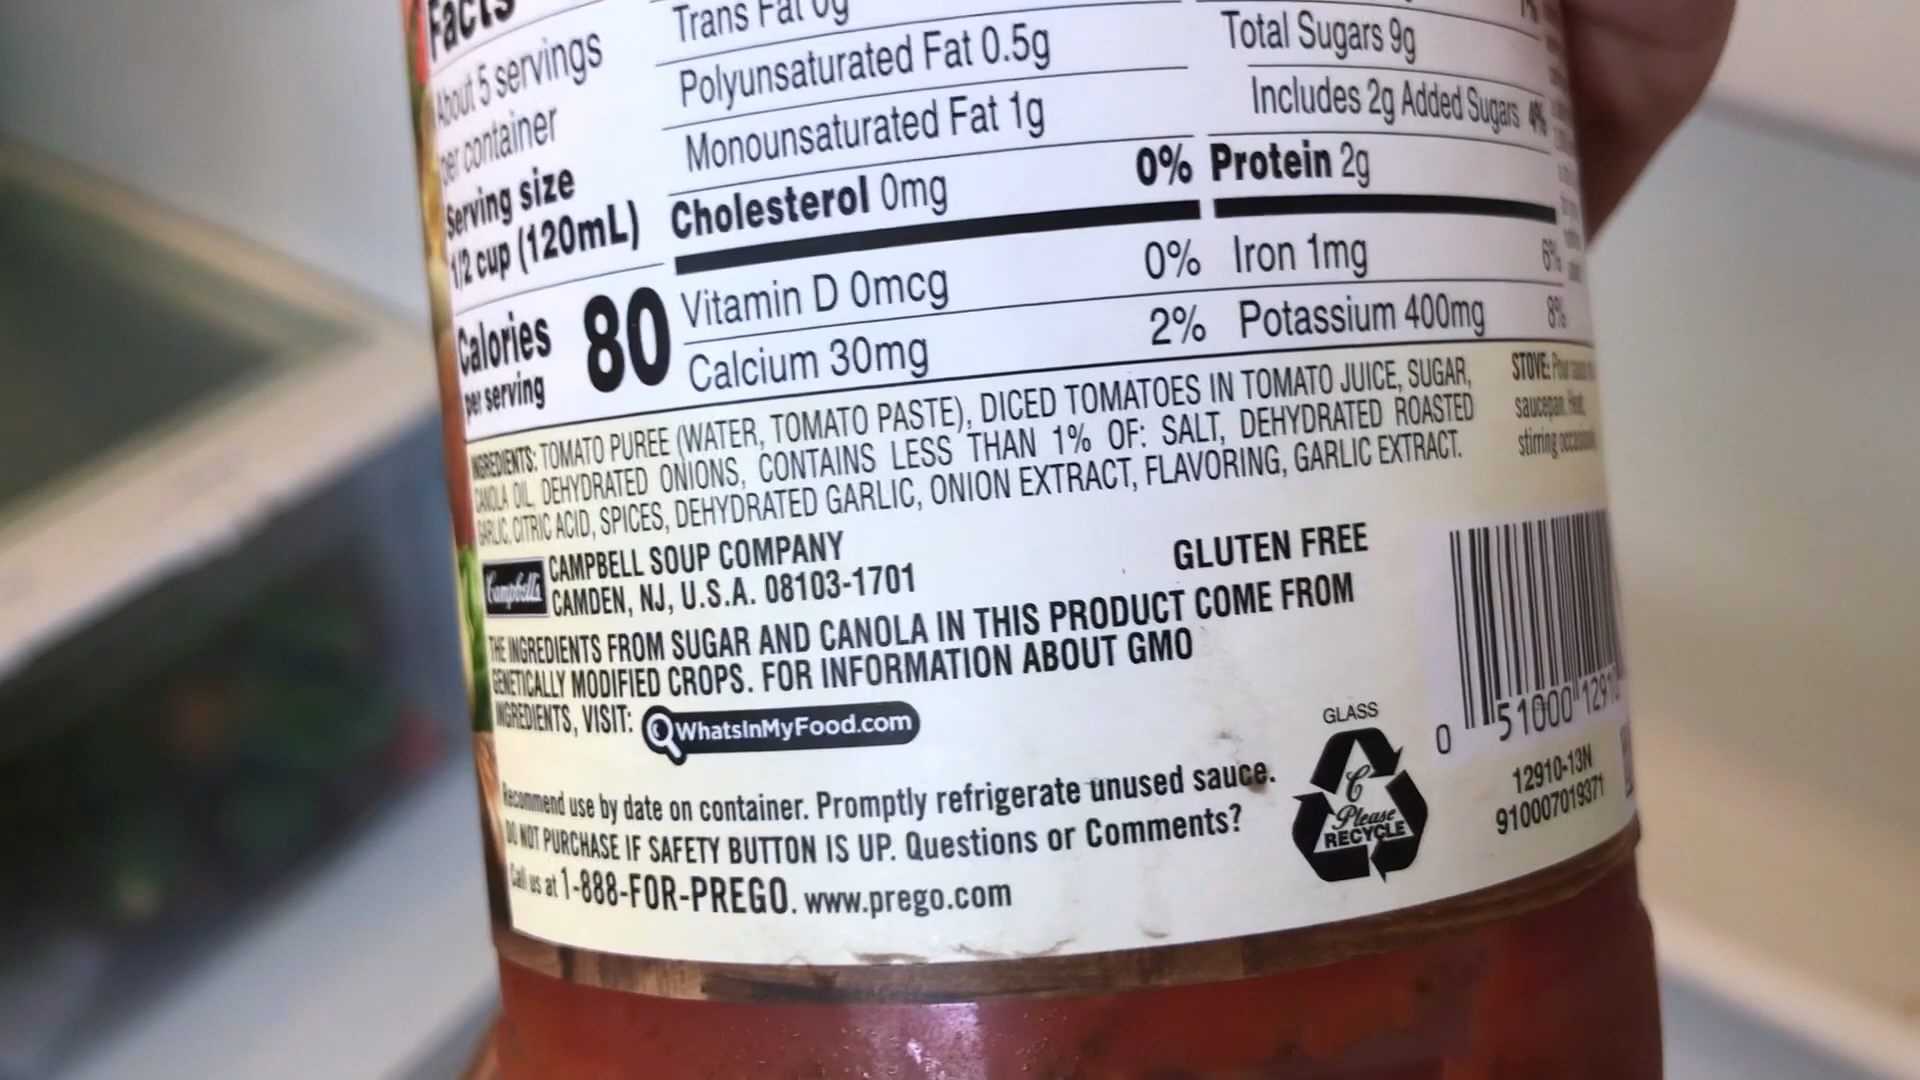 Facts
About 5 servings
per container
Serving size
1/2 cup (120mL)
Calories 80
per serving
Trans Fat 0g
Polyunsaturated Fat 0.5g
Monounsaturated Fat 1g
Cholesterol 0mg 0%
Vitamin D 0mcg 0%
Calcium 30mg 2%
Total Sugars 9g
Includes 2g Added Sugars 4%
Protein 2g
Iron 1mg 6%
Potassium 400mg 8%
INGREDIENTS: TOMATO PUREE (WATER, TOMATO PASTE), DICED TOMATOES IN TOMATO JUICE, SUGAR,
CANOLA OIL, DEHYDRATED ONIONS, CONTAINS LESS THAN 1% OF: SALT, DEHYDRATED ROASTED
GARLIC, CITRIC ACID, SPICES, DEHYDRATED GARLIC, ONION EXTRACT, FLAVORING, GARLIC EXTRACT.
STOVE: Pour
saucepan. Heat,
stirring
Campbell's
CAMPBELL SOUP COMPANY
CAMDEN, NJ, U.S.A. 08103-1701
GLUTEN FREE
THE INGREDIENTS FROM SUGAR AND CANOLA IN THIS PRODUCT COME FROM
GENETICALLY MODIFIED CROPS. FOR INFORMATION ABOUT GMO
INGREDIENTS, VISIT: WhatsInMyFood.com
Recommend use by date on container. Promptly refrigerate unused sauce.
DO NOT PURCHASE IF SAFETY BUTTON IS UP. Questions or Comments?
Call us at 1-888-FOR-PREGO. www.prego.com
GLASS
C
Please
RECYCLE
0 51000 1291
12910-13N
910007019371